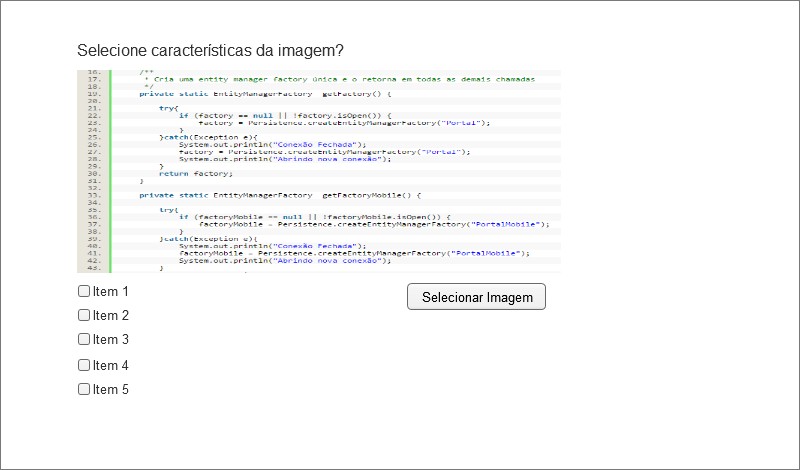 Selecione características da imagem?
16. /**
17. * Cria uma entity manager factory única e o retorna em todas as demais chamadas
18. */
19. private static EntityManagerFactory getFactory() {
20.
21. try{
22. if (factory == null || !factory.isOpen()) {
23. factory = Persistence.createEntityManagerFactory("Portal");
24. }
25. }catch(Exception e){
26. System.out.println("Conexão Fechada");
27. factory = Persistence.createEntityManagerFactory("Portal");
28. System.out.println("Abrindo nova conexão");
29. }
30. return factory;
31. }
32.
33. private static EntityManagerFactory getFactoryMobile() {
34.
35. try{
36. if (factoryMobile == null || !factoryMobile.isOpen()) {
37. factoryMobile = Persistence.createEntityManagerFactory("PortalMobile");
38. }
39. }catch(Exception e){
40. System.out.println("Conexão Fechada");
41. factoryMobile = Persistence.createEntityManagerFactory("PortalMobile");
42. System.out.println("Abrindo nova conexão");
43. }
Item 1
Selecionar Imagem
Item 2
Item 3
Item 4
Item 5